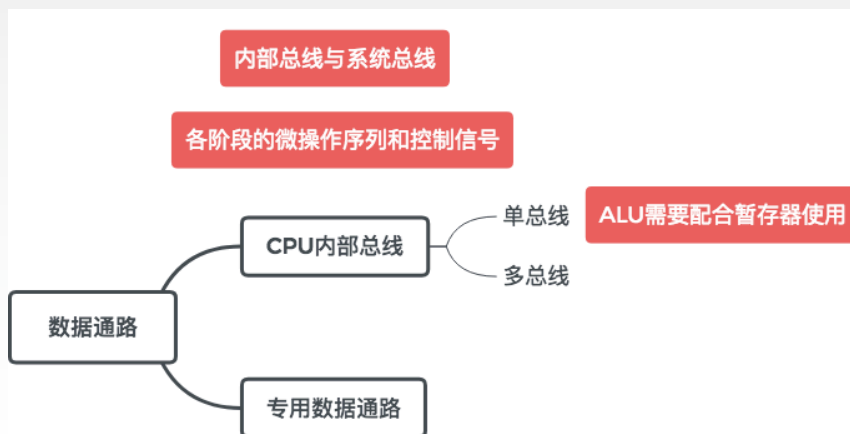 内部总线与系统总线
各阶段的微操作序列和控制信号
单总线
ALU需要配合暂存器使用
CPU内部总线
多总线
数据通路
专用数据通路